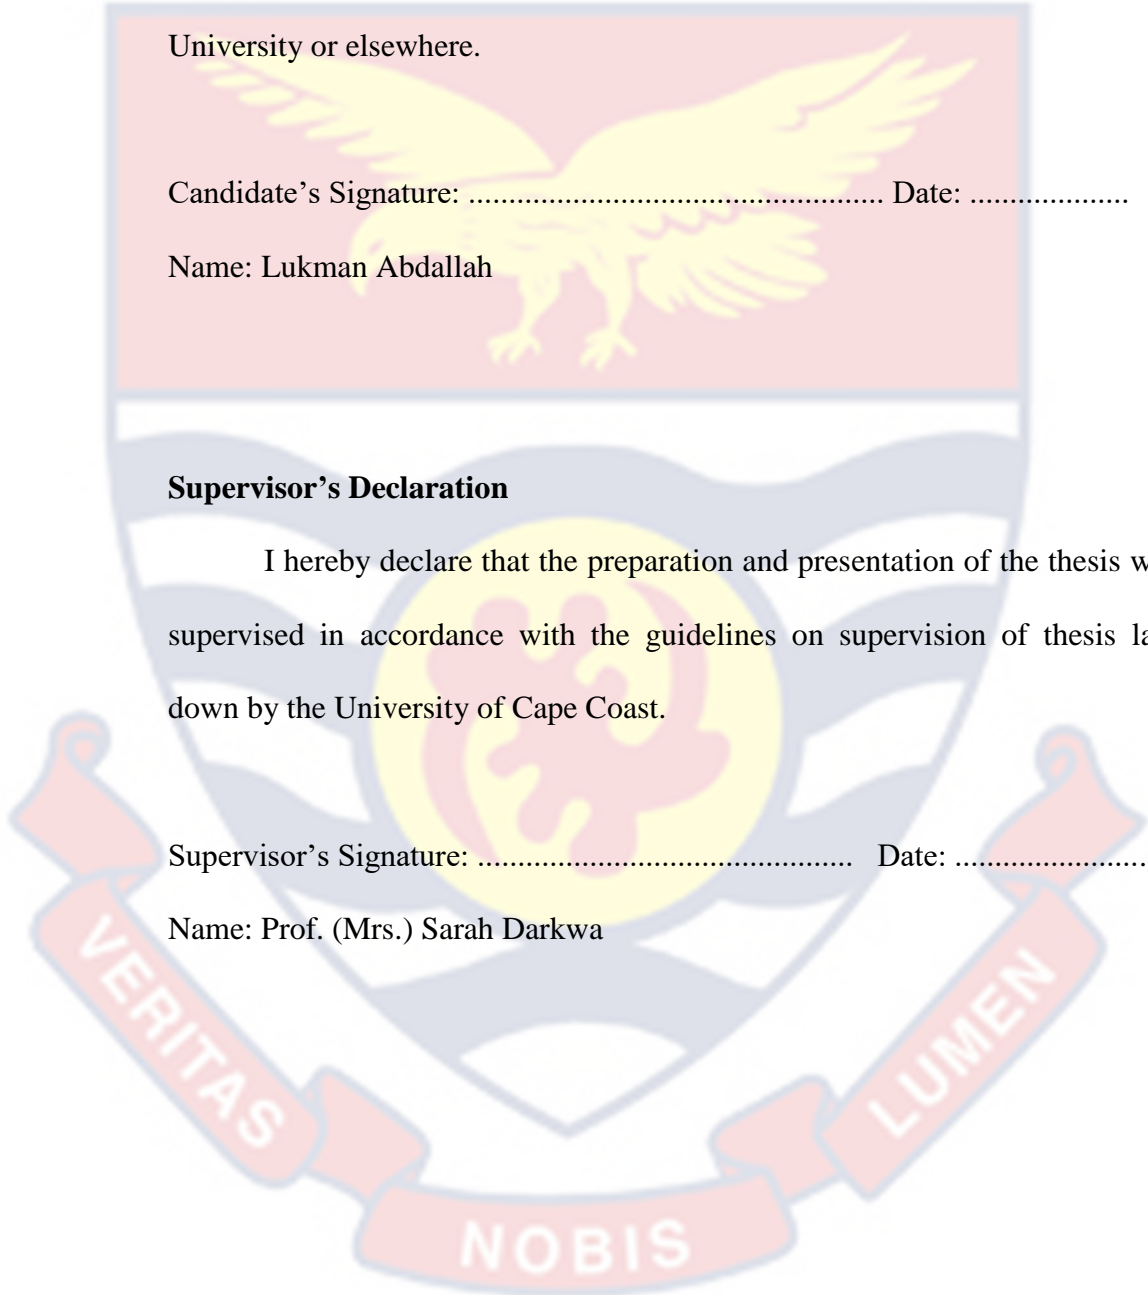 University or elsewhere.
Candidate’s Signature: .................................................... Date: ....................
Name: Lukman Abdallah
Supervisor’s Declaration
I hereby declare that the preparation and presentation of the thesis w
supervised in accordance with the guidelines on supervision of thesis la
down by the University of Cape Coast.
Supervisor’s Signature: ............................................... Date: ........................
Name: Prof. (Mrs.) Sarah Darkwa
VERITAS
NOBIS
LUMEN